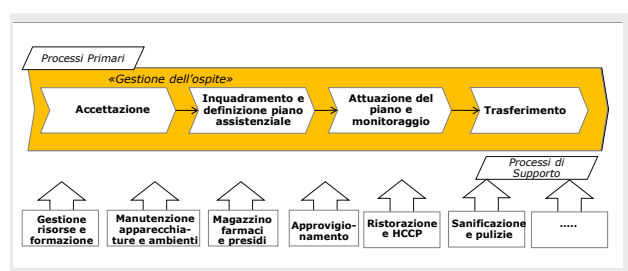 Processi Primari
«Gestione dell’ospite»
Accettazione
Inquadramento e
definizione piano
assistenziale
Attuazione del
piano e
monitoraggio
Trasferimento
Processi di
Supporto
Gestione
risorse e
formazione
Manutenzione
apparecchia-
ture e ambienti
Magazzino
farmaci
e presidi
Approvigio-
namento
Ristorazione
e HCCP
Sanificazione
e pulizie
.....